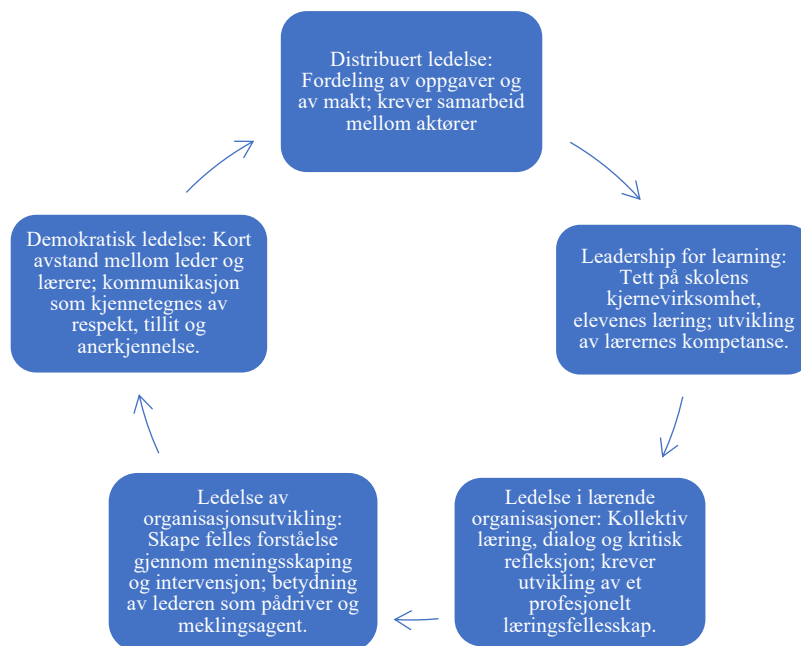 Distribuert ledelse:
Fordeling av oppgaver og
av makt; krever samarbeid
mellom aktører
Leadership for learning:
Tett på skolens
kjernevirksomhet,
elevenes læring; utvikling
av lærernes kompetanse.
Ledelse i lærende
organisasjoner: Kollektiv
læring, dialog og kritisk
refleksjon; krever
utvikling av et
profesjonelt
læringsfellesskap.
Ledelse av
organisasjonsutvikling:
Skape felles forståelse
gjennom meningsskaping
og intervensjon; betydning
av lederen som pådriver og
meklingsagent.
Demokratisk ledelse: Kort
avstand mellom leder og
lærere; kommunikasjon
som kjennetegnes av
respekt, tillit og
anerkjennelse.